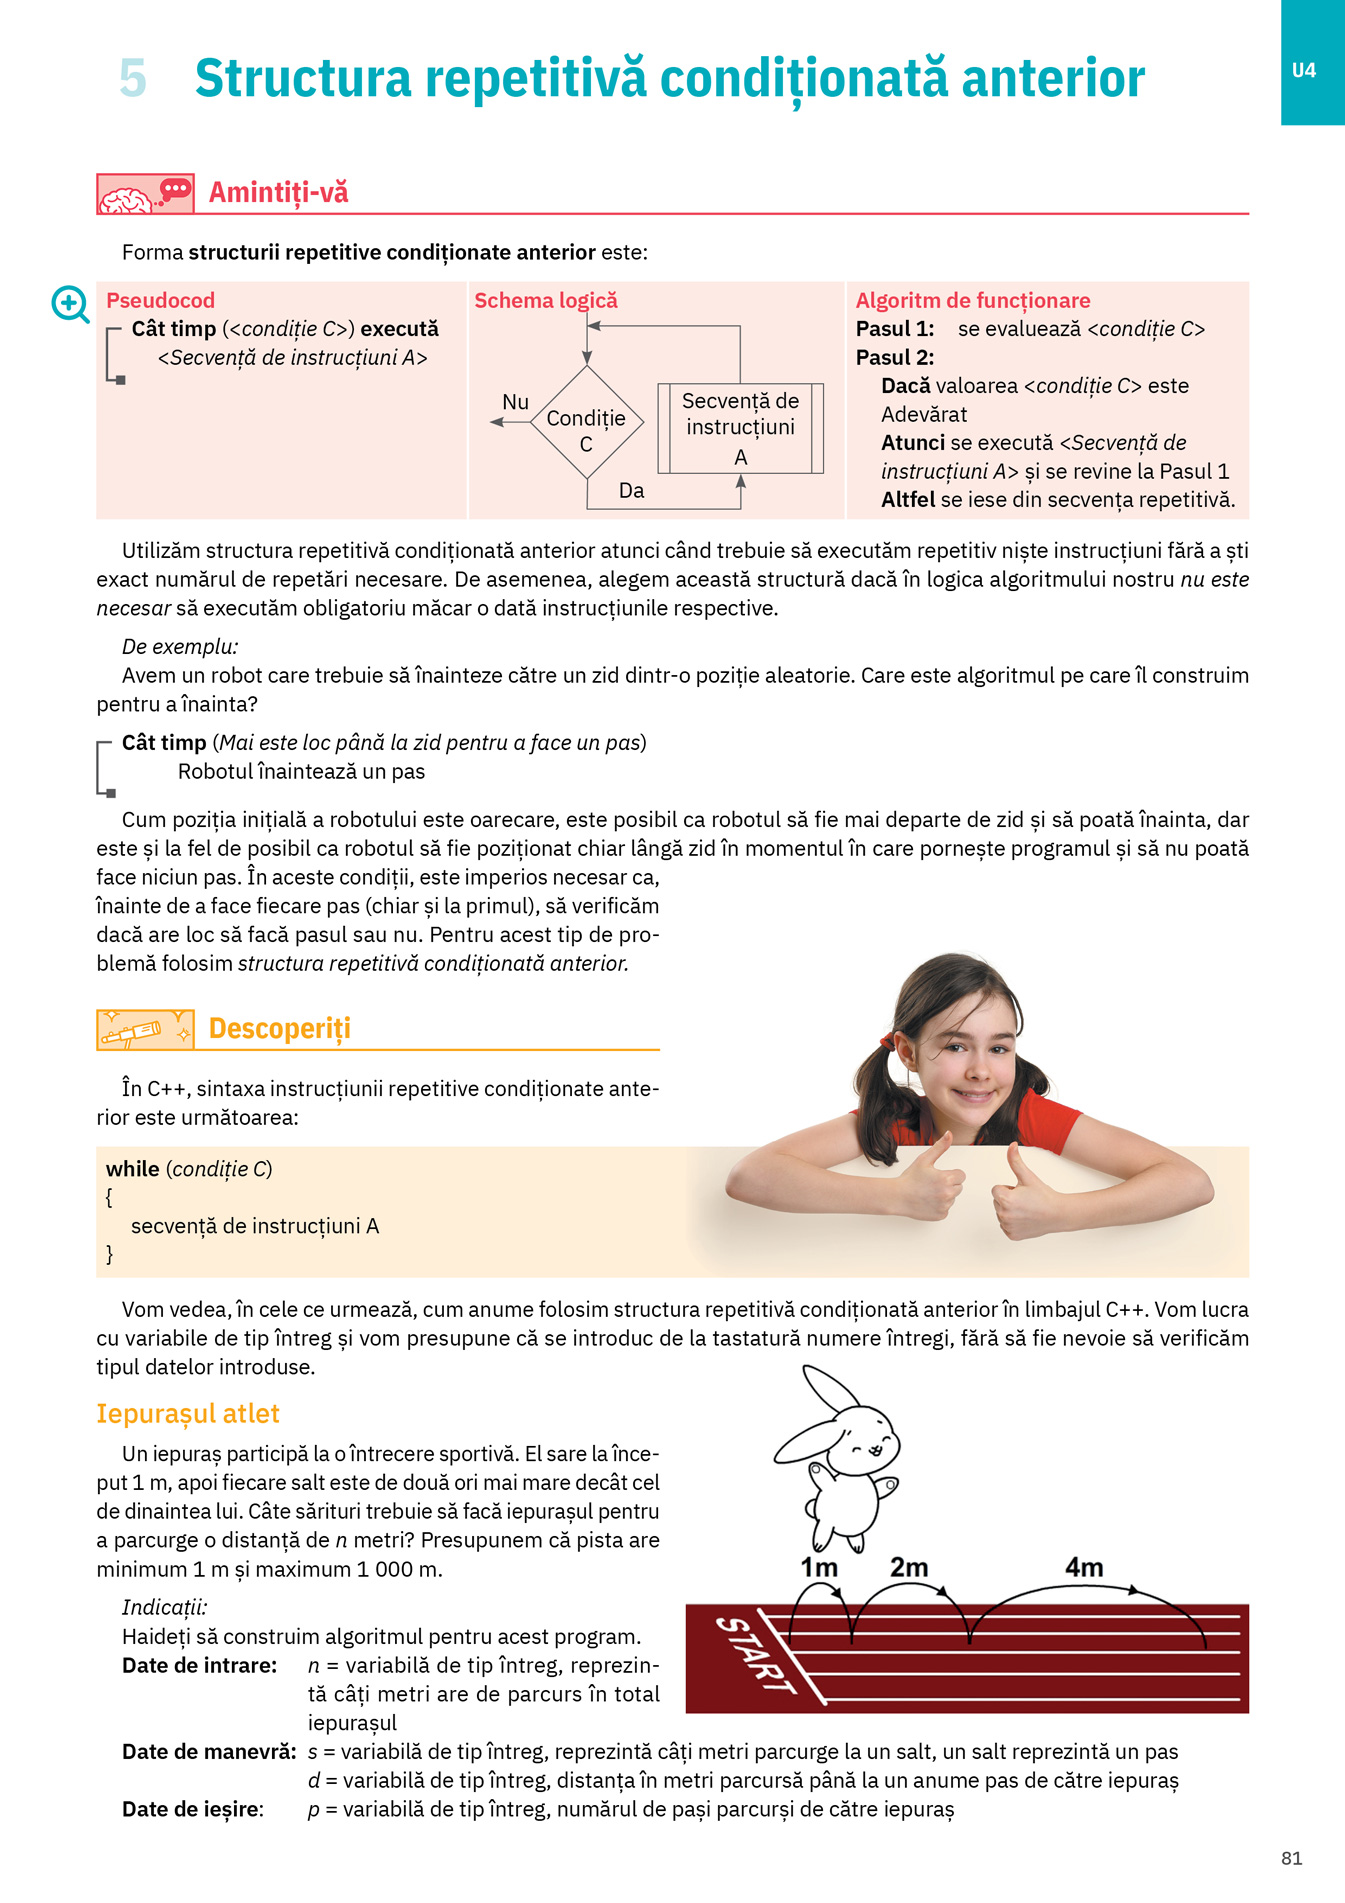 5 Structura repetitivă condiționată anterior
U4
Amintiți-vă
Forma structurii repetitive condiționate anterior este:
Pseudocod
Cât timp (<condiție C>) execută
<Secvență de instrucțiuni A>
Schema logică
Nu
Condiție
C
Da
Secvență de
instrucțiuni
A
Algoritm de funcționare
Pasul 1: se evaluează <condiție C>
Pasul 2:
Dacă valoarea <condiție C> este
Adevărat
Atunci se execută <Secvență de
instrucțiuni A> și se revine la Pasul 1
Altfel se iese din secvența repetitivă.
Utilizăm structura repetitivă condiționată anterior atunci când trebuie să executăm repetitiv niște instrucțiuni fără a ști
exact numărul de repetări necesare. De asemenea, alegem această structură dacă în logica algoritmului nostru nu este
necesar să executăm obligatoriu măcar o dată instrucțiunile respective.
De exemplu:
Avem un robot care trebuie să înainteze către un zid dintr-o poziție aleatorie. Care este algoritmul pe care îl construim
pentru a înainta?
Cât timp (Mai este loc până la zid pentru a face un pas)
Robotul înaintează un pas
Cum poziția inițială a robotului este oarecare, este posibil ca robotul să fie mai departe de zid și să poată înainta, dar
este și la fel de posibil ca robotul să fie poziționat chiar lângă zid în momentul în care pornește programul și să nu poată
face niciun pas. În aceste condiții, este imperios necesar ca,
înainte de a face fiecare pas (chiar și la primul), să verificăm
dacă are loc să facă pasul sau nu. Pentru acest tip de pro-
blemă folosim structura repetitivă condiționată anterior.
Descoperiți
În C++, sintaxa instrucțiunii repetitive condiționate ante-
rior este următoarea:
while (condiție C)
{
secvență de instrucțiuni A
}
Vom vedea, în cele ce urmează, cum anume folosim structura repetitivă condiționată anterior în limbajul C++. Vom lucra
cu variabile de tip întreg și vom presupune că se introduc de la tastatură numere întregi, fără să fie nevoie să verificăm
tipul datelor introduse.
Iepurașul atlet
Un iepuraș participă la o întrecere sportivă. El sare la înce-
put 1 m, apoi fiecare salt este de două ori mai mare decât cel
de dinaintea lui. Câte sărituri trebuie să facă iepurașul pentru
a parcurge o distanță de n metri? Presupunem că pista are
minimum 1 m și maximum 1 000 m.
1m 2m 4m
START
Indicații:
Haideți să construim algoritmul pentru acest program.
Date de intrare: n = variabilă de tip întreg, reprezin-
tă câți metri are de parcurs în total
iepurașul
Date de manevră: s = variabilă de tip întreg, reprezintă câți metri parcurge la un salt, un salt reprezintă un pas
d = variabilă de tip întreg, distanța în metri parcursă până la un anume pas de către iepuraș
Date de ieșire: p = variabilă de tip întreg, numărul de pași parcurși de către iepuraș
81